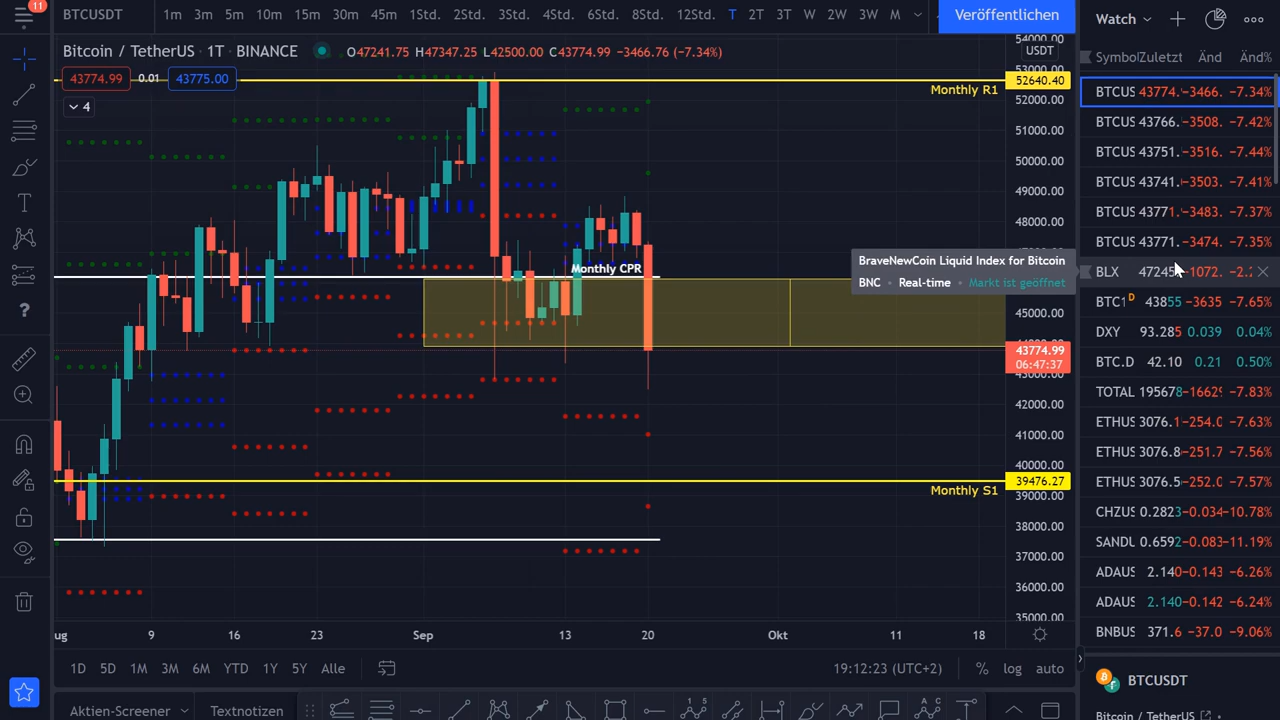 11
BTCUSDT 1m 3m 5m 10m 15m 30m 45m 1Std. 2Std. 3Std. 4Std. 6Std. 8Std. 12Std. T 2T 3T W 2W 3W M Veröffentlichen Watch
Bitcoin / TetherUS · 1T · BINANCE O47241.75 H47347.25 L42500.00 C43774.99 −3466.76 (−7.34%)
43774.99 0.01 43775.00
4
USDT
53000.00
52640.40
Monthly R1
52000.00
51000.00
50000.00
49000.00
48000.00
Monthly CPR
BraveNewCoin Liquid Index for Bitcoin
BNC • Real-time • Markt ist geöffnet
45000.00
43774.99
06:47:37
43000.00
42000.00
41000.00
40000.00
39476.27
Monthly S1
39000.00
38000.00
37000.00
36000.00
35000.00
ug 9 16 23 Sep 13 20 Okt 11 18
1D 5D 1M 3M 6M YTD 1Y 5Y Alle 19:12:23 (UTC+2) % log auto
Aktien-Screener Textnotizen
Symbol Zuletzt Änd Änd%
BTCUS 43774. −3466. −7.34%
BTCUS 43766. −3508. −7.42%
BTCUS 43751. −3516. −7.44%
BTCUS 43741. −3503. −7.41%
BTCUS 43771. −3483. −7.37%
BTCUS 43771. −3474. −7.35%
BLX 47245 −1072. −2.2
BTC1 D 43855 −3635 −7.65%
DXY 93.285 0.039 0.04%
BTC.D 42.10 0.21 0.50%
TOTAL 195678 −16629 −7.83%
ETHUS 3076.1 −254. −7.63%
ETHUS 3076.8 −251. −7.56%
ETHUS 3076.5 −252. −7.57%
CHZUS 0.2823 −0.034 −10.78%
SANDU 0.6592 −0.083 −11.19%
ADAUS 2.140 −0.143 −6.26%
ADAUS 2.140 −0.142 −6.24%
BNBUS 371.6 −37.0 −9.06%
BTCUSDT
Bitcoin / TetherUS